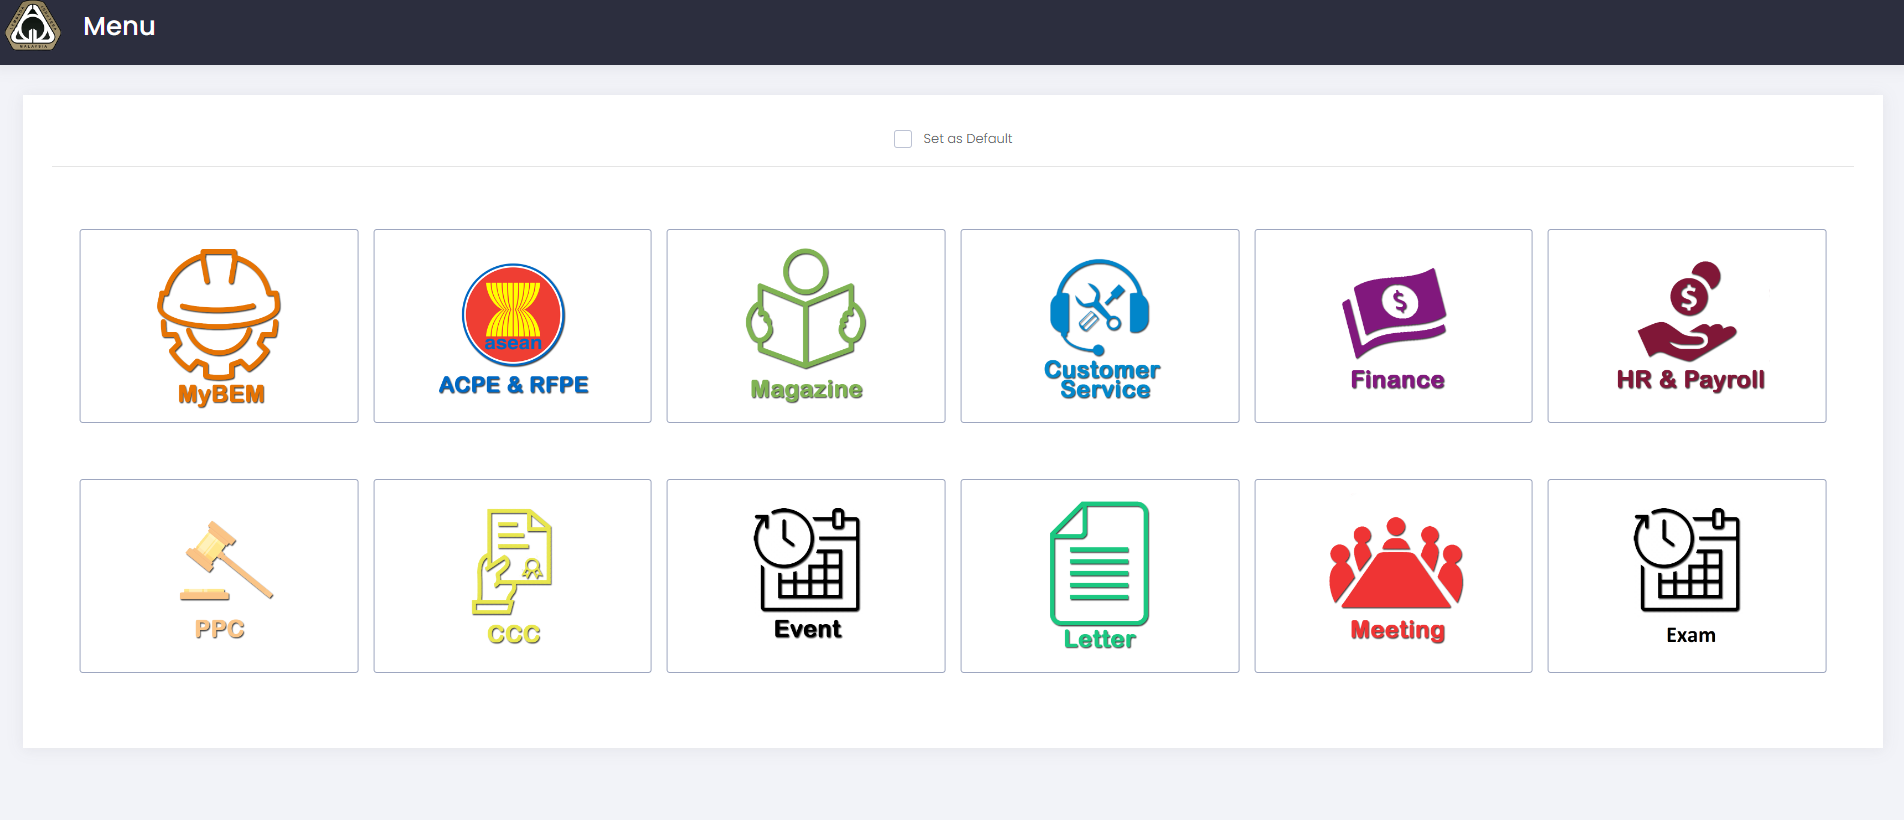 MALAYSIA
Menu
Set as Default
MyBEM
asean
ACPE & RFPE
Magazine
Customer
Service
$
Finance
$
HR & Payroll
PPC
CCC
Event
Letter
Meeting
Exam